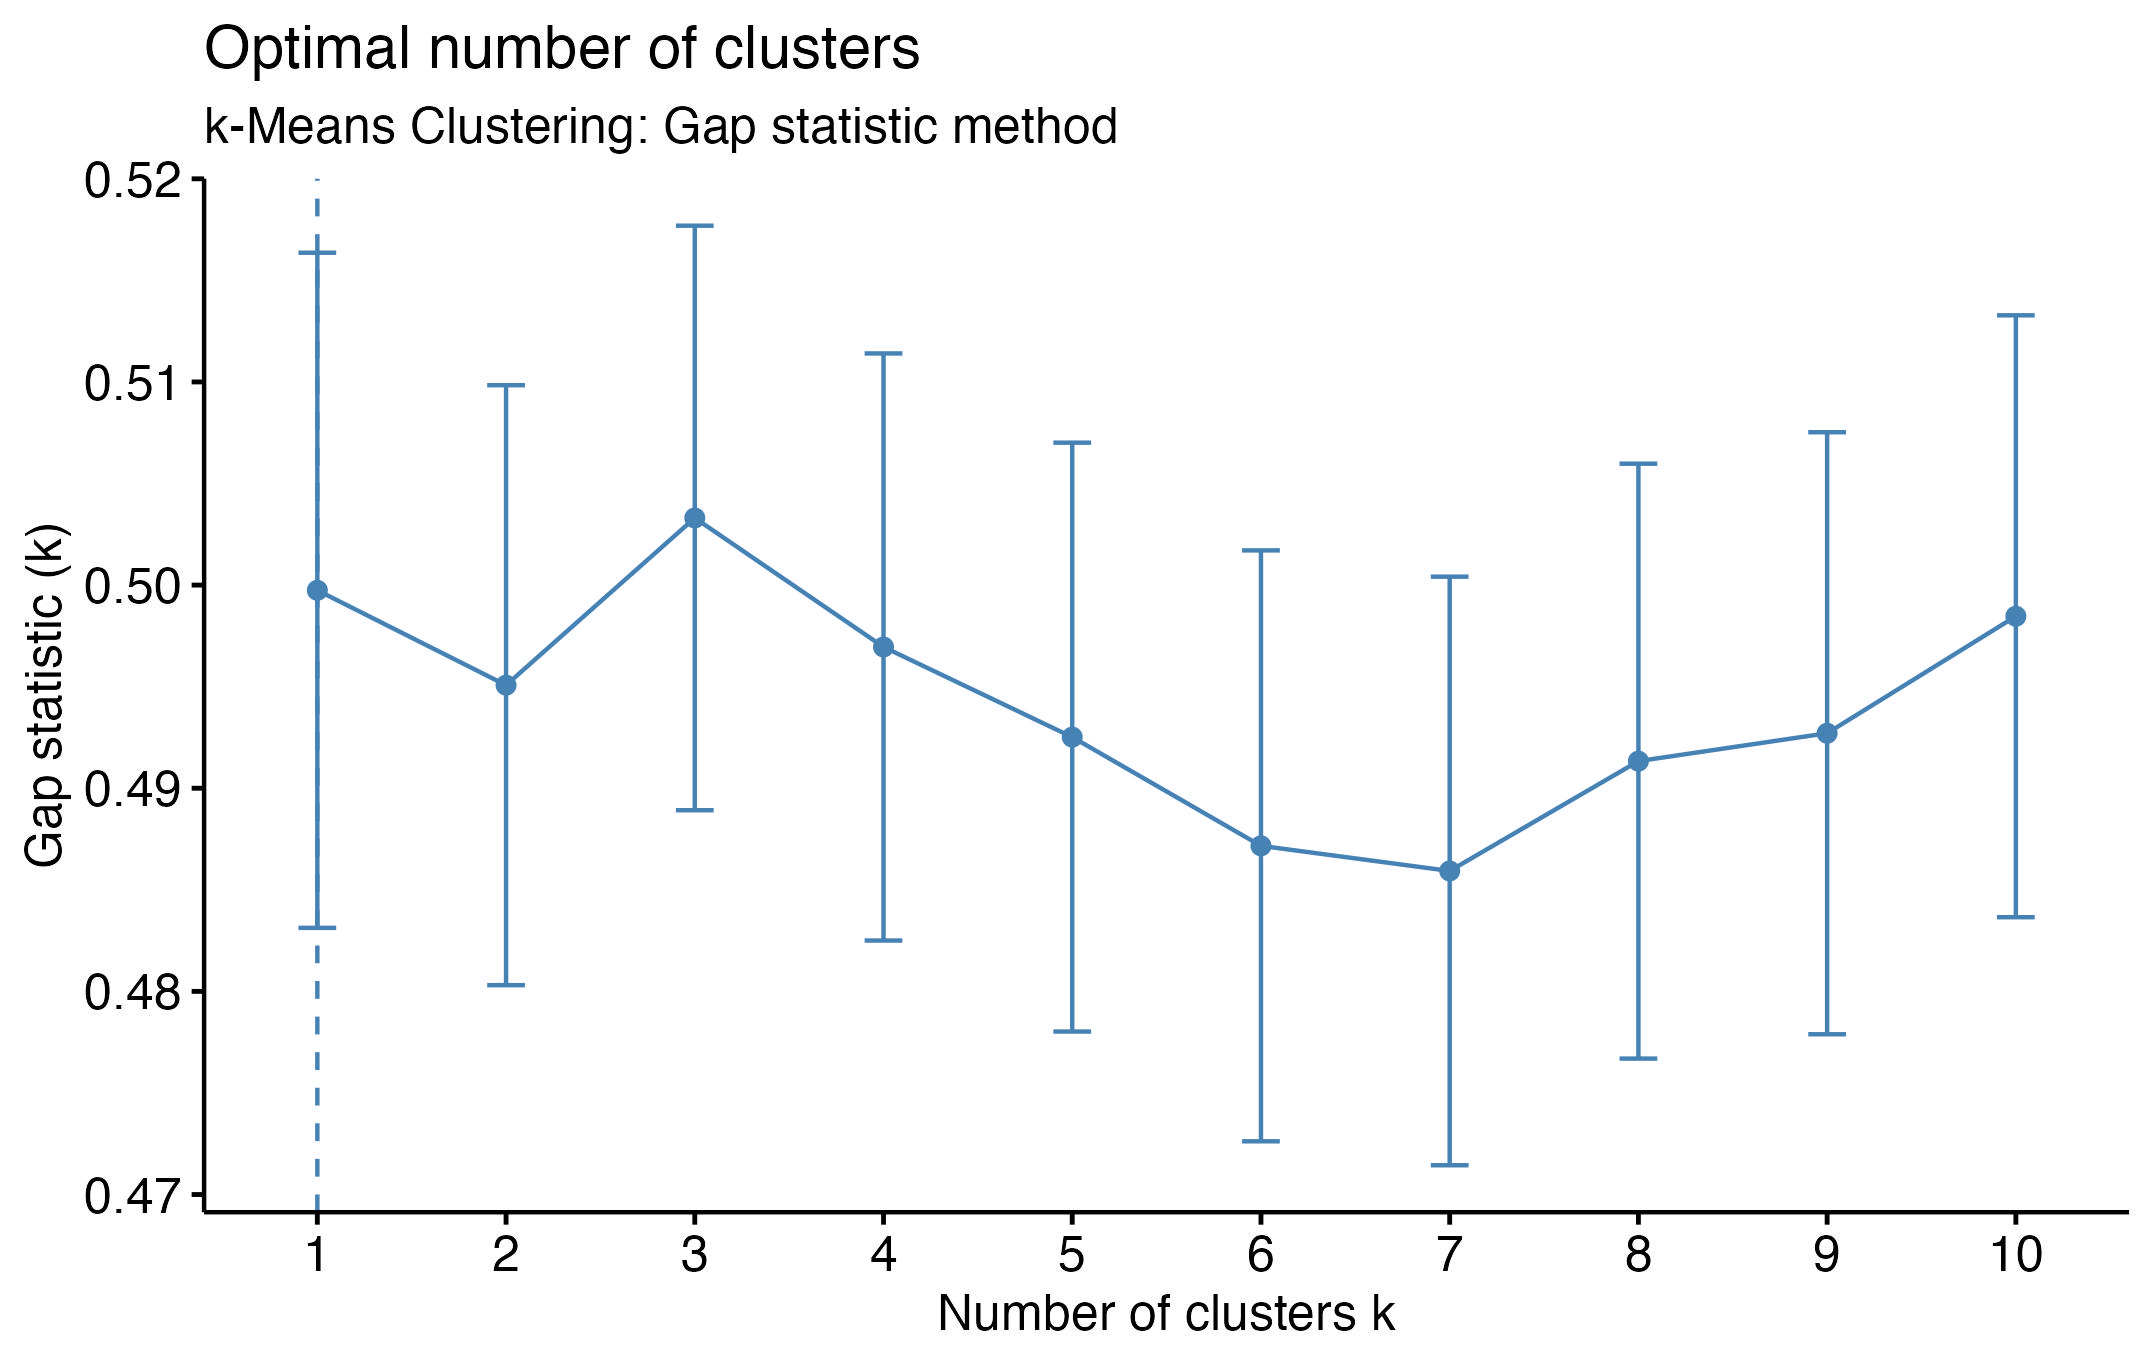 Optimal number of clusters
k-Means Clustering: Gap statistic method
0.52
0.51
0.50
0.49
0.48
0.47
Gap statistic (k)
1 2 3 4 5 6 7 8 9 10
Number of clusters k